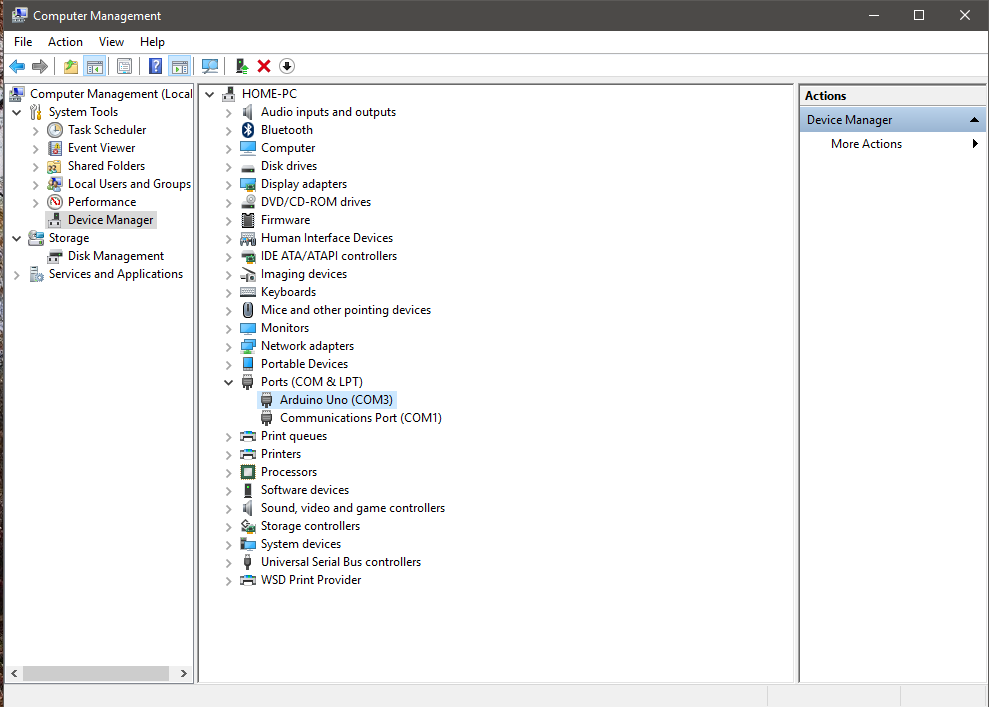 Computer Management
File Action View Help
Computer Management (Local
System Tools
Task Scheduler
Event Viewer
Shared Folders
Local Users and Groups
Performance
Device Manager
Storage
Disk Management
Services and Applications
HOME-PC
Audio inputs and outputs
Bluetooth
Computer
Disk drives
Display adapters
DVD/CD-ROM drives
Firmware
Human Interface Devices
IDE ATA/ATAPI controllers
Imaging devices
Keyboards
Mice and other pointing devices
Monitors
Network adapters
Portable Devices
Ports (COM & LPT)
Arduino Uno (COM3)
Communications Port (COM1)
Print queues
Printers
Processors
Software devices
Sound, video and game controllers
Storage controllers
System devices
Universal Serial Bus controllers
WSD Print Provider
Actions
Device Manager
More Actions